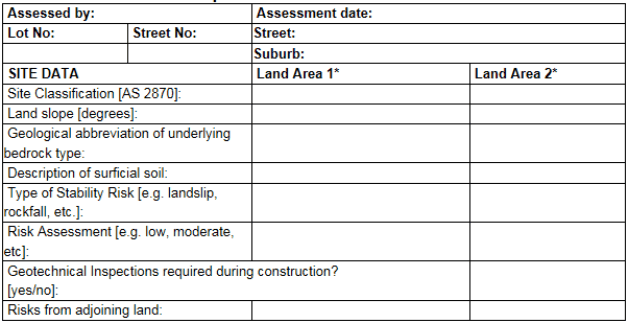 Assessed by: Assessment date:
Lot No: Street No: Street:
Suburb:
SITE DATA Land Area 1* Land Area 2*
Site Classification [AS 2870]:
Land slope [degrees]:
Geological abbreviation of underlying
bedrock type:
Description of surficial soil:
Type of Stability Risk [e.g. landslip,
rockfall, etc.]:
Risk Assessment [e.g. low, moderate,
etc]:
Geotechnical Inspections required during construction?
[yes/no]:
Risks from adjoining land: